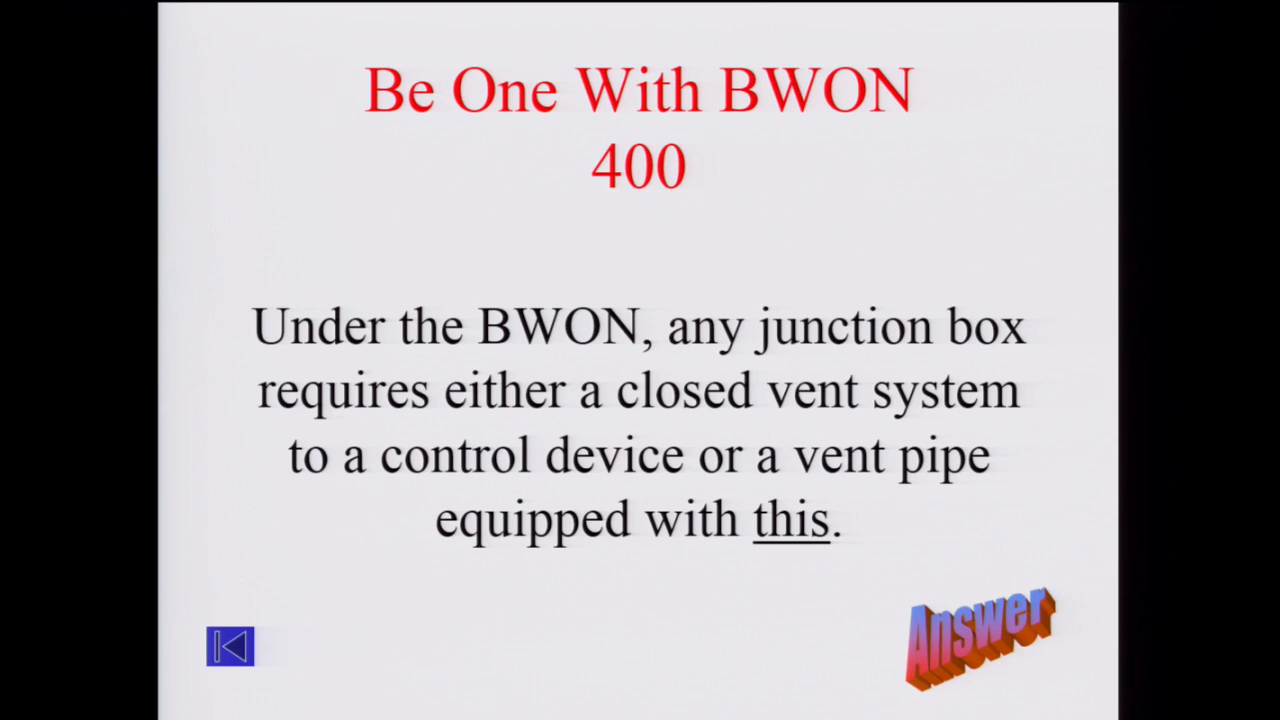 Be One With BWON
400
Under the BWON, any junction box
requires either a closed vent system
to a control device or a vent pipe
equipped with this.
Answer